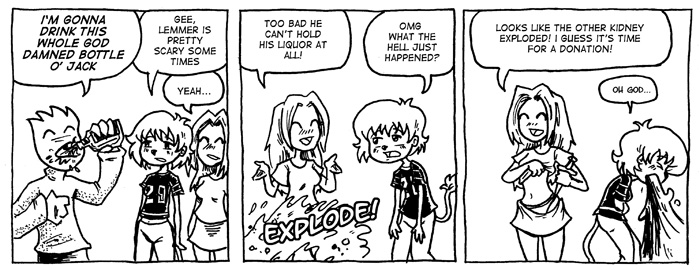 I'M GONNA
DRINK THIS
WHOLE GOD
DAMNED BOTTLE
O' JACK
GEE,
LEMMER IS
PRETTY
SCARY SOME
TIMES
YEAH...
29
TOO BAD HE
CAN'T HOLD
HIS LIQUOR AT
ALL!
OMG
WHAT THE
HELL JUST
HAPPENED?
EXPLODE!
LOOKS LIKE THE OTHER KIDNEY
EXPLODED! I GUESS IT'S TIME
FOR A DONATION!
OH GOD...